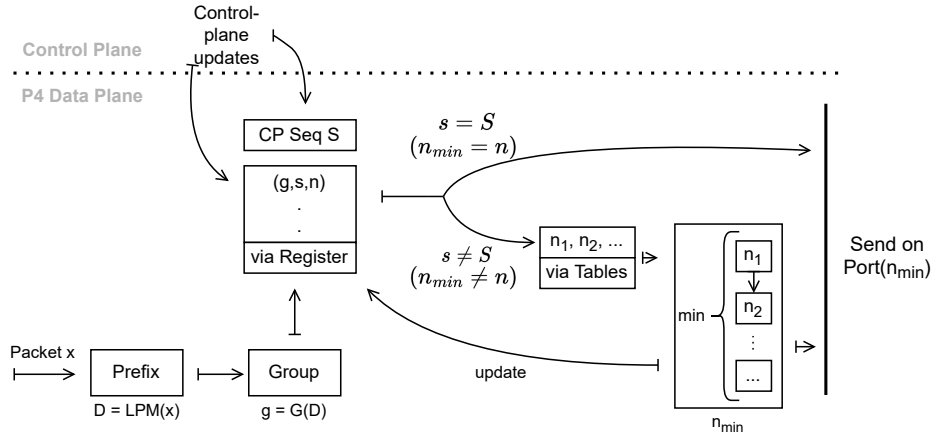 Control-
plane
updates
Control Plane
P4 Data Plane
CP Seq S
(g,s,n)
.
.
via Register
s = S
(n_min = n)
s ≠ S
(n_min ≠ n)
n1, n2, ...
via Tables
min
n1
n2
...
...
n_min
Send on
Port(n_min)
update
Packet x
Prefix
D = LPM(x)
Group
g = G(D)